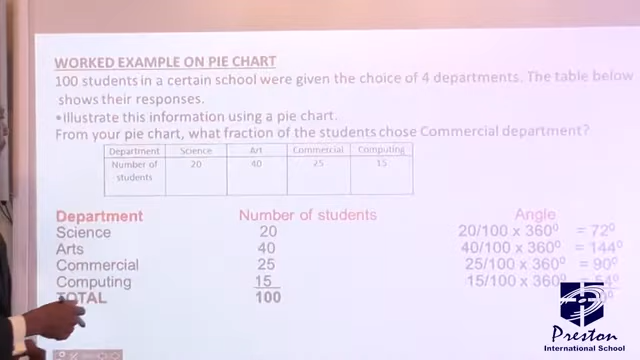 WORKED EXAMPLE ON PIE CHART
100 students in a certain school were given the choice of 4 departments. The table below
shows their responses.
•Illustrate this information using a pie chart.
From your pie chart, what fraction of the students chose Commercial department?
Department Science Art Commercial Computing
Number of students 20 40 25 15
Department Number of students Angle
Science 20 20/100 x 360⁰ = 72⁰
Arts 40 40/100 x 360⁰ = 144⁰
Commercial 25 25/100 x 360⁰ = 90⁰
Computing 15 15/100 x 360⁰ = 54⁰
TOTAL 100
Preston
International School